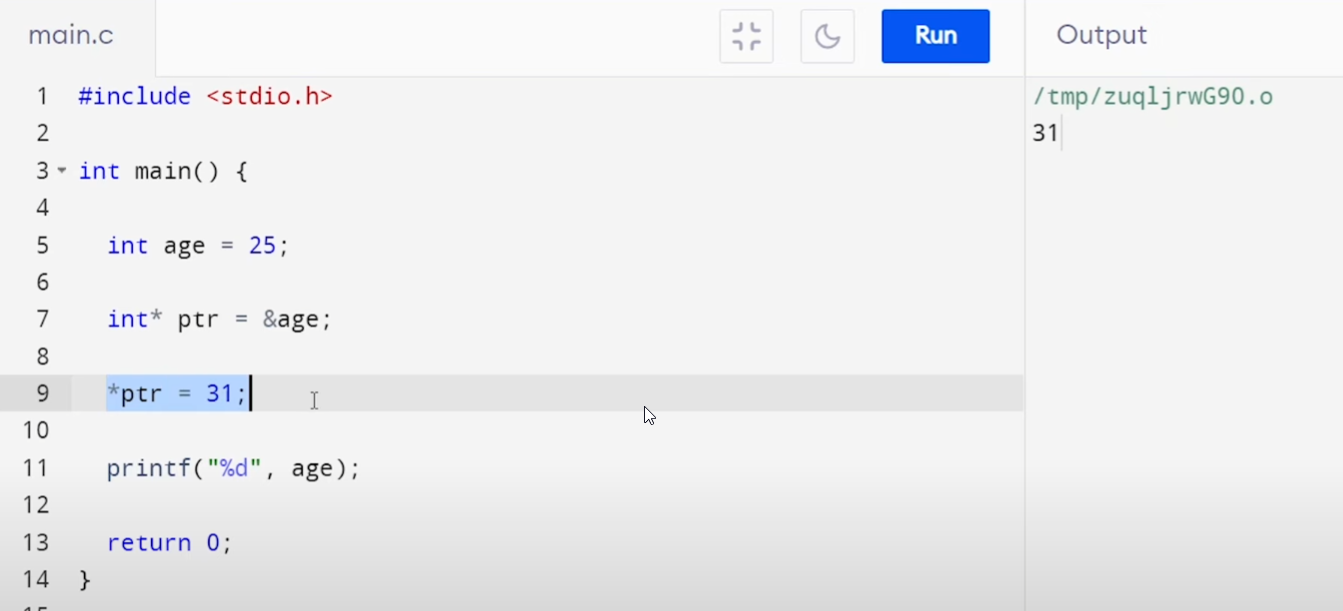 main.c
Run
Output
1 #include <stdio.h>
2
3 int main() {
4
5 int age = 25;
6
7 int* ptr = &age;
8
9 *ptr = 31;
10
11 printf("%d", age);
12
13 return 0;
14 }
/tmp/zuqljrwG90.o
31